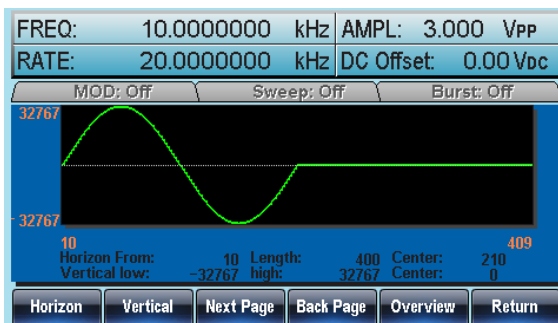 FREQ: 10.0000000 kHz AMPL: 3.000 VPP
RATE: 20.0000000 kHz DC Offset: 0.00 VDC
MOD: Off Sweep: Off Burst: Off
32767
-32767
10 409
Horizon From: 10 Length: 400 Center: 210
Vertical low: -32767 high: 32767 Center: 0
Horizon Vertical Next Page Back Page Overview Return